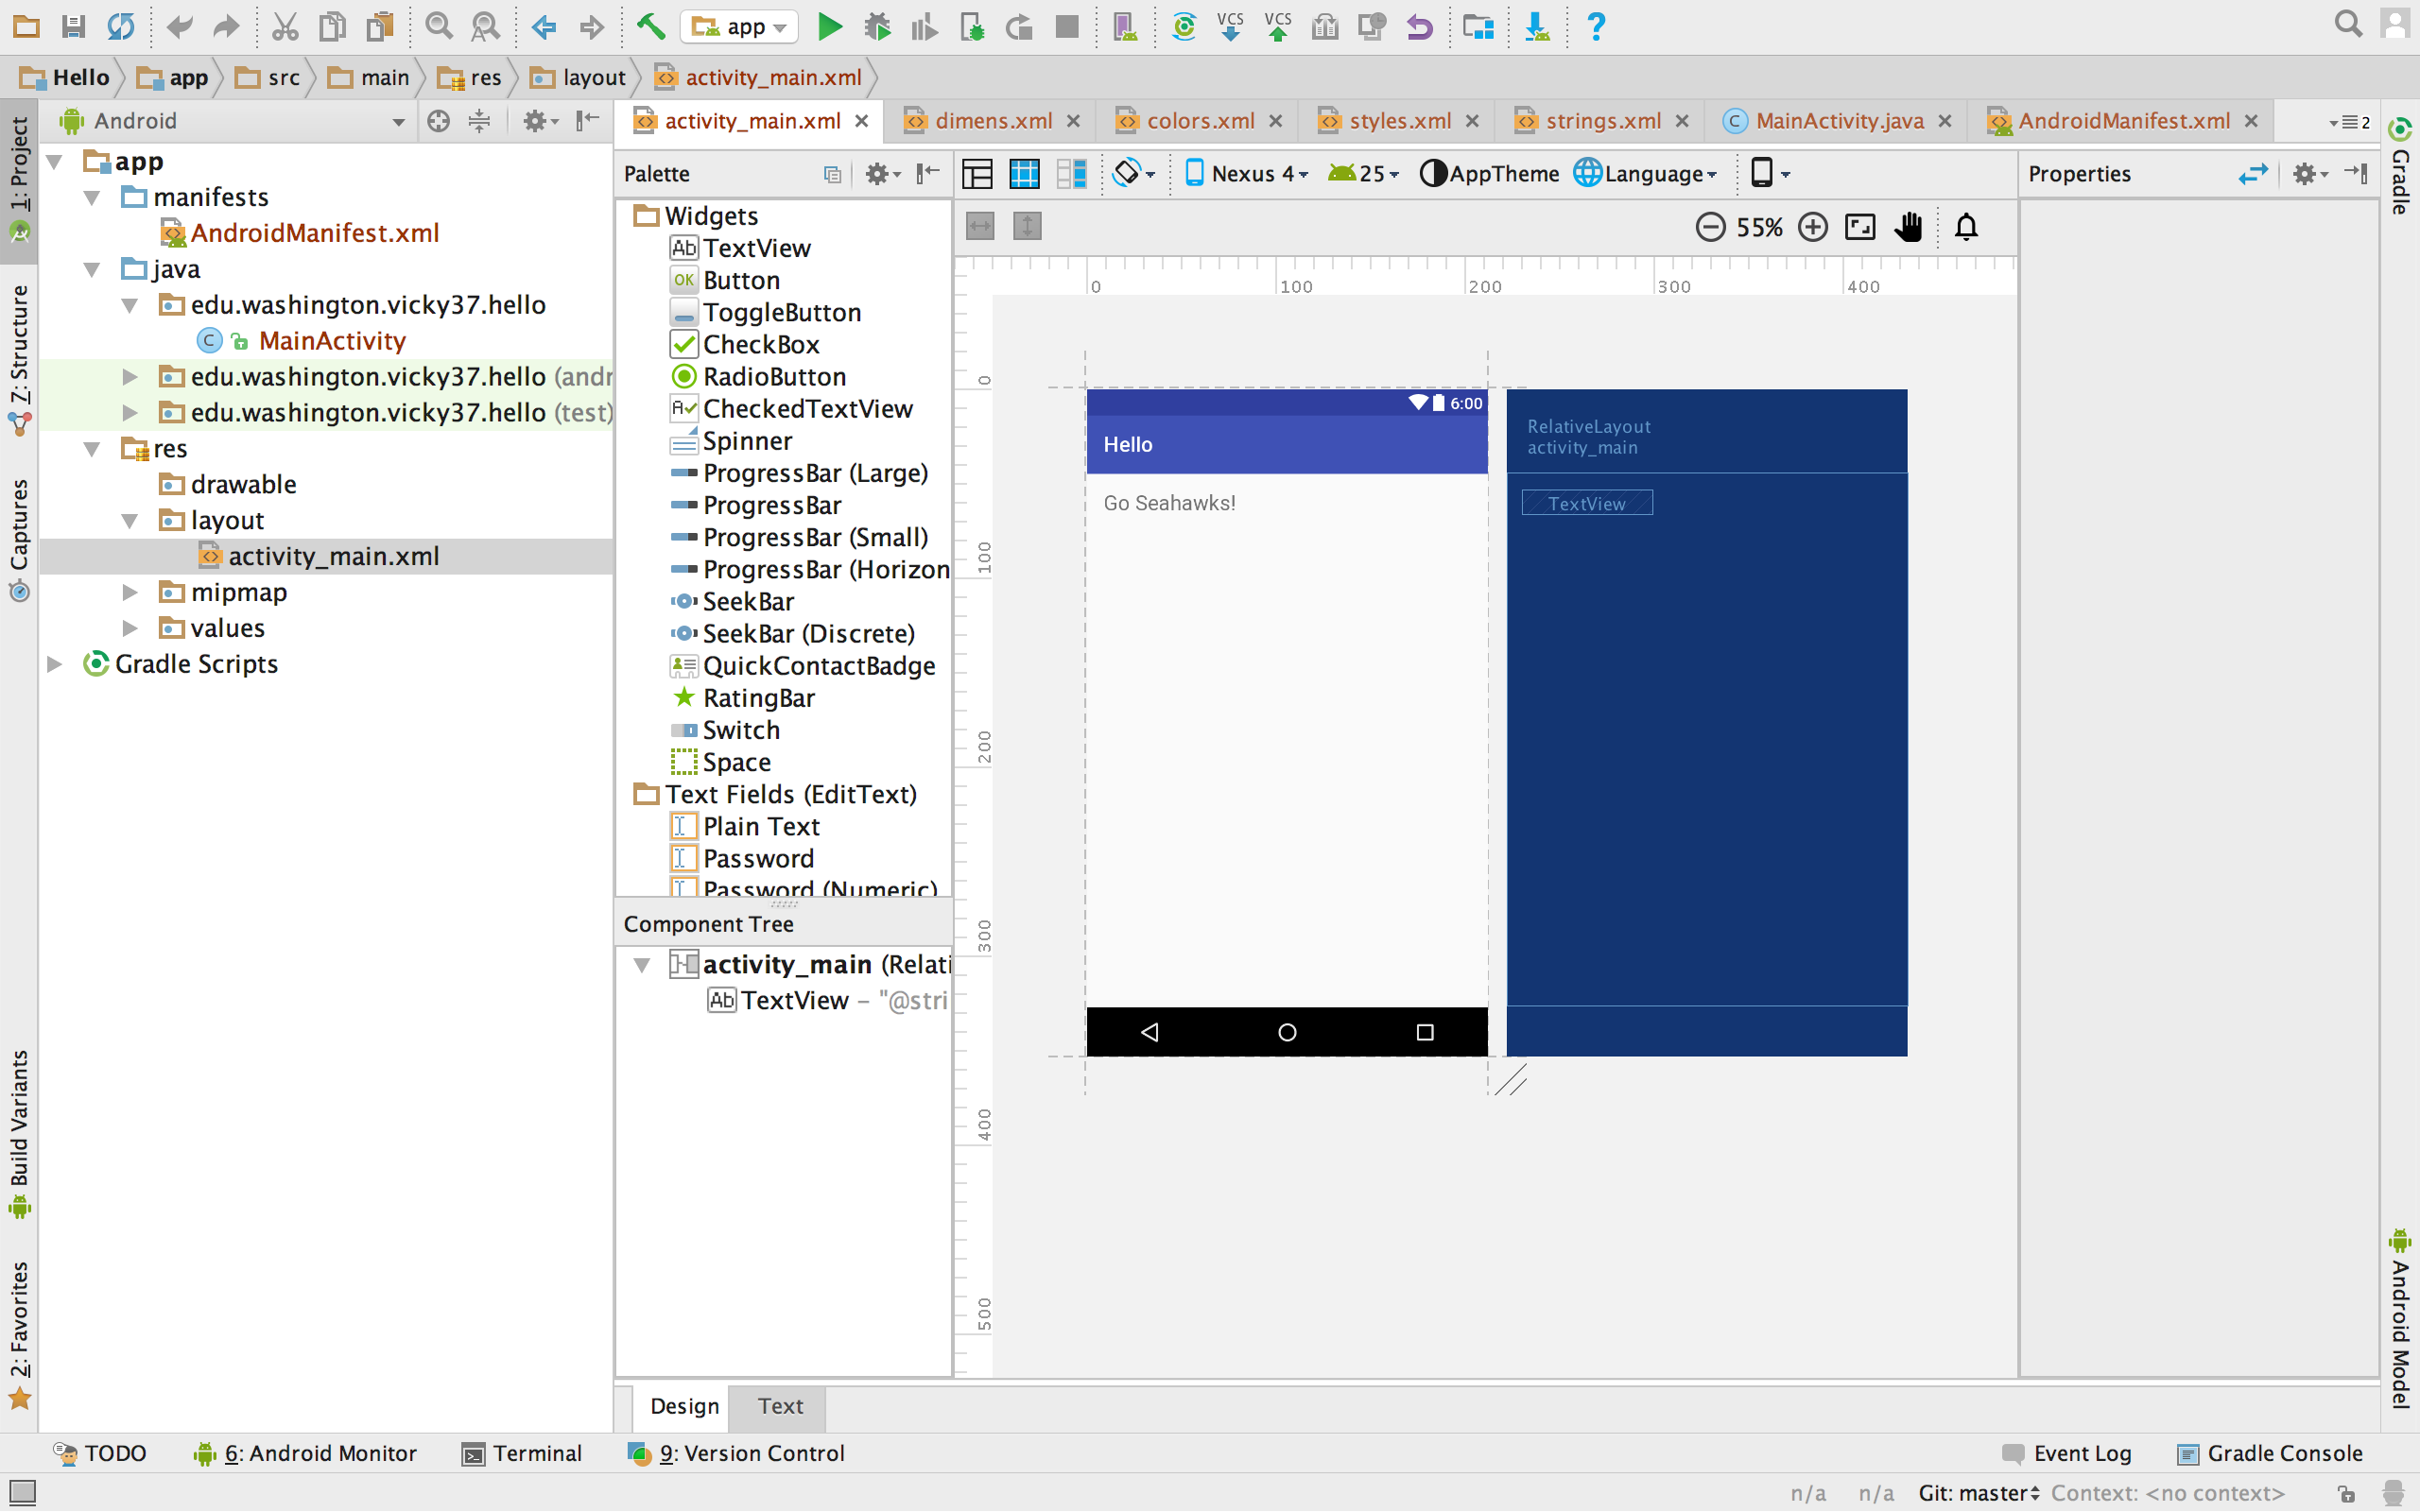 app
VCS VCS
?
Hello app src main res layout activity_main.xml
Android
activity_main.xml dimens.xml colors.xml styles.xml strings.xml MainActivity.java AndroidManifest.xml 2
1: Project
7: Structure
Captures
Build Variants
2: Favorites
app
manifests
AndroidManifest.xml
java
edu.washington.vicky37.hello
MainActivity
edu.washington.vicky37.hello
edu.washington.vicky37.hello (test)
res
drawable
layout
activity_main.xml
mipmap
values
Gradle Scripts
Palette
Widgets
Ab TextView
OK Button
ToggleButton
CheckBox
RadioButton
CheckedTextView
Spinner
ProgressBar (Large)
ProgressBar
ProgressBar (Small)
ProgressBar (Horizon
SeekBar
SeekBar (Discrete)
QuickContactBadge
RatingBar
Switch
Space
Text Fields (EditText)
Plain Text
Password
Password (Numeric)
Component Tree
activity_main (Relati
Ab TextView – "@stri
Nexus 4 25 AppTheme Language
55%
0 100 200 300 400
0
100
200
300
400
500
6:00
Hello
Go Seahawks!
RelativeLayout
activity_main
TextView
Properties
Gradle
Android Model
Design Text
TODO 6: Android Monitor Terminal 9: Version Control Event Log Gradle Console
n/a n/a Git: master Context: <no context>